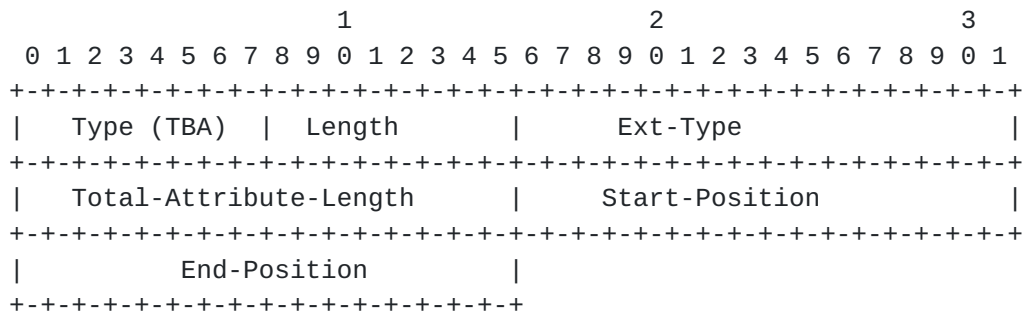 1                   2                   3
 0 1 2 3 4 5 6 7 8 9 0 1 2 3 4 5 6 7 8 9 0 1 2 3 4 5 6 7 8 9 0 1
+-+-+-+-+-+-+-+-+-+-+-+-+-+-+-+-+-+-+-+-+-+-+-+-+-+-+-+-+-+-+-+-+
|   Type (TBA)  |  Length       |      Ext-Type                 |
+-+-+-+-+-+-+-+-+-+-+-+-+-+-+-+-+-+-+-+-+-+-+-+-+-+-+-+-+-+-+-+-+
|   Total-Attribute-Length      |     Start-Position            |
+-+-+-+-+-+-+-+-+-+-+-+-+-+-+-+-+-+-+-+-+-+-+-+-+-+-+-+-+-+-+-+-+
|          End-Position         |
+-+-+-+-+-+-+-+-+-+-+-+-+-+-+-+-+